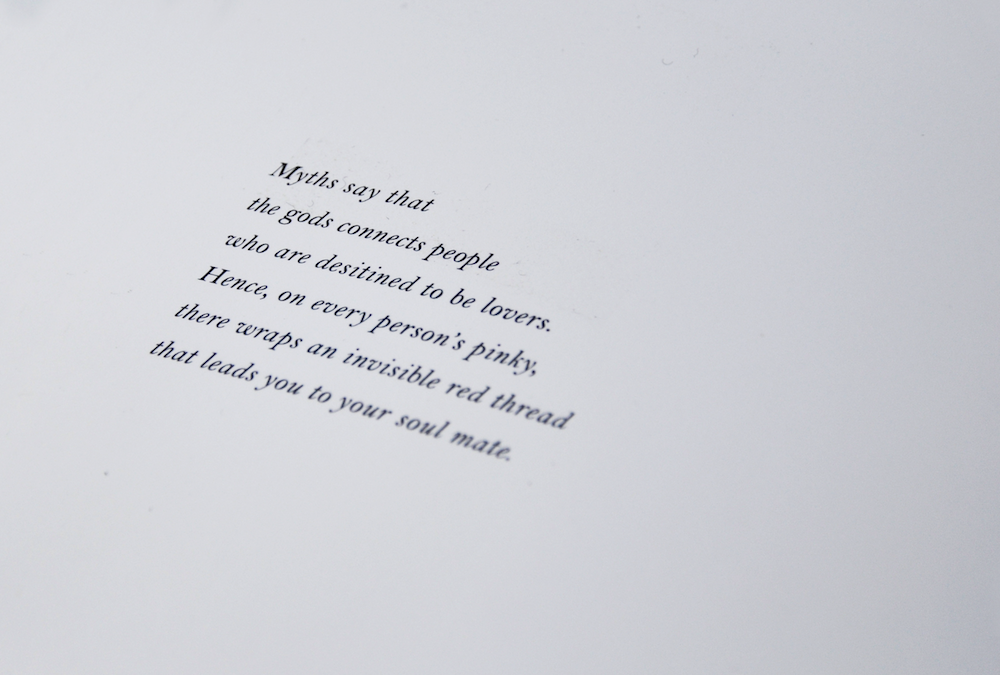 Myths say that
the gods connects people
who are desitined to be lovers.
Hence, on every person's pinky,
there wraps an invisible red thread
that leads you to your soul mate.